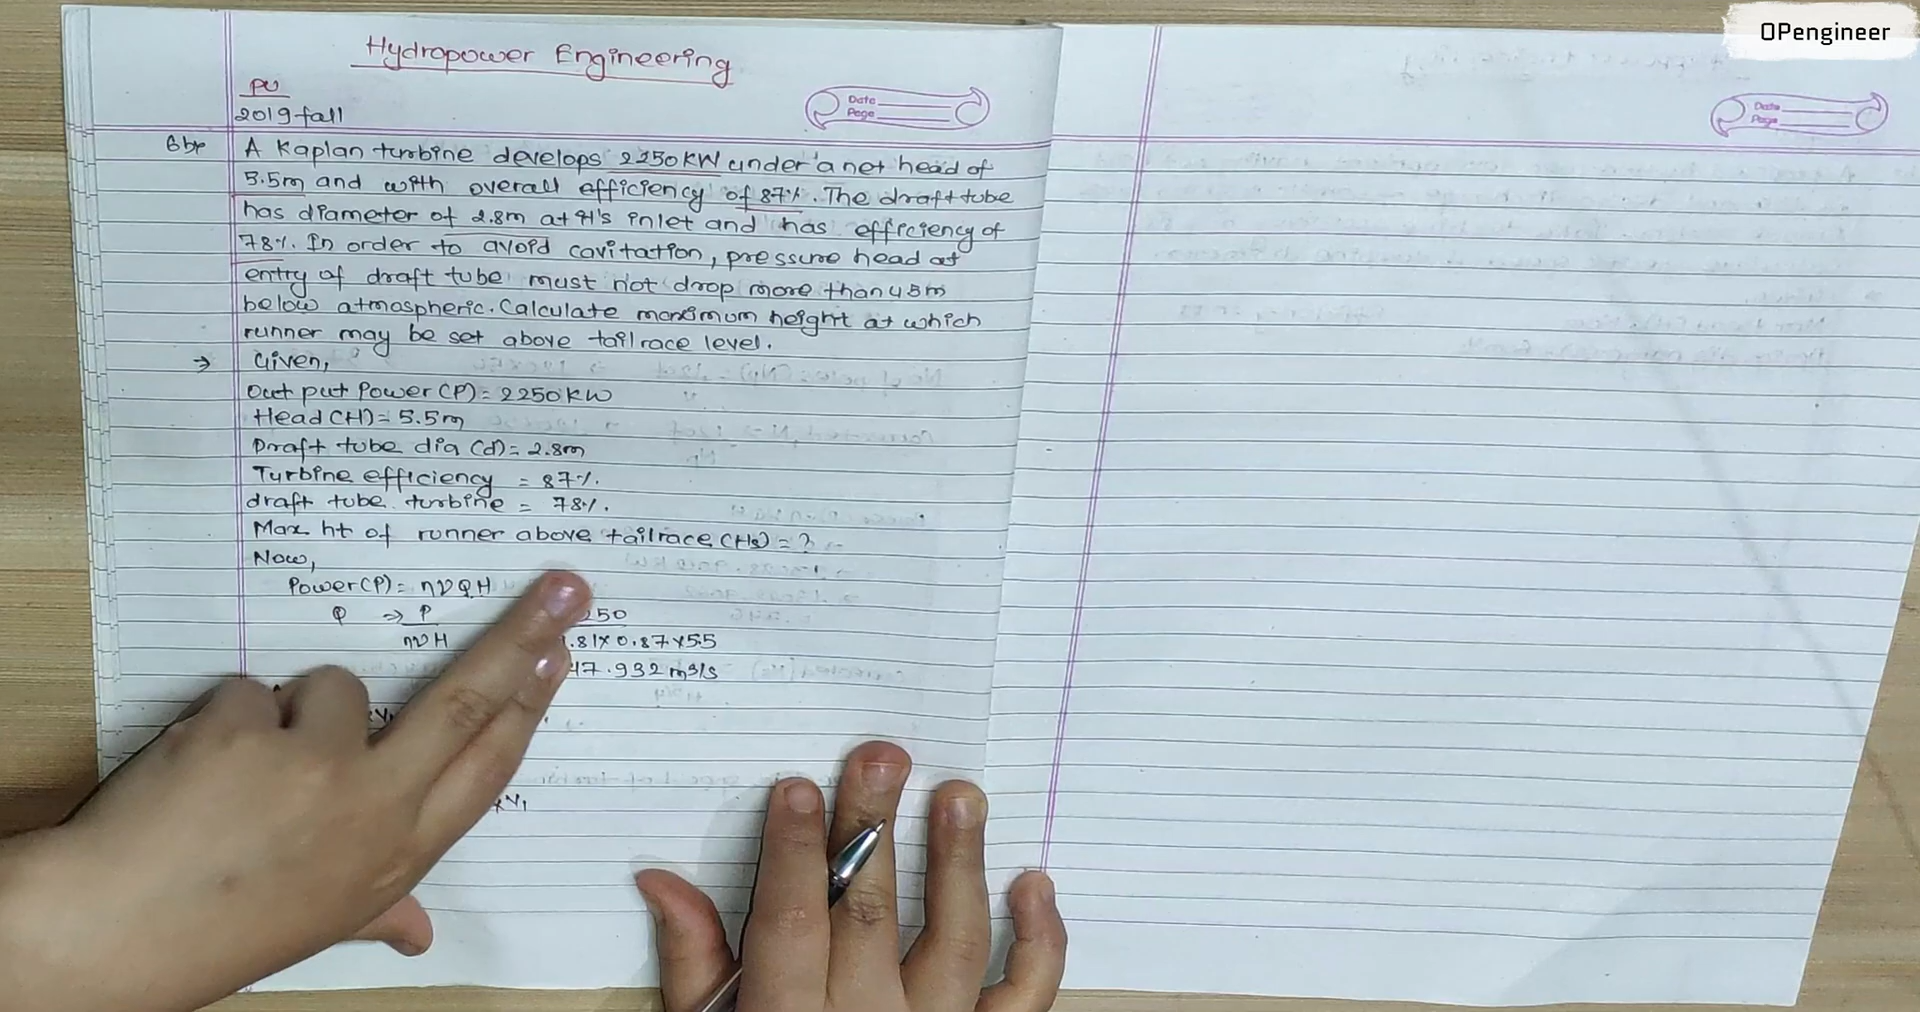 OPengineer
Hydropower Engineering
PU
2019 fall
Date
Page
Date
Page
6 b)
A Kaplan turbine develops 2250KW under a net head of
5.5m and with overall efficiency of 87%. The draft tube
has diameter of 2.8m at it's inlet and has efficiency of
78%. In order to avoid cavitation, pressure head at
entry of draft tube must not drop more than 4.5m
below atmospheric. Calculate maximum height at which
runner may be set above tailrace level.
→ Given,
Out put Power (P) = 2250KW
Head (H) = 5.5m
Draft tube dia (d) = 2.8m
Turbine efficiency = 87%.
draft tube turbine = 78%.
Max ht of runner above tailrace (Hs) = ?
Now,
Power (P) = ηγQH
Q ⇒ P 250
ηγH .81 × 0.87 × 5.5
47.932 m3/s
×V1